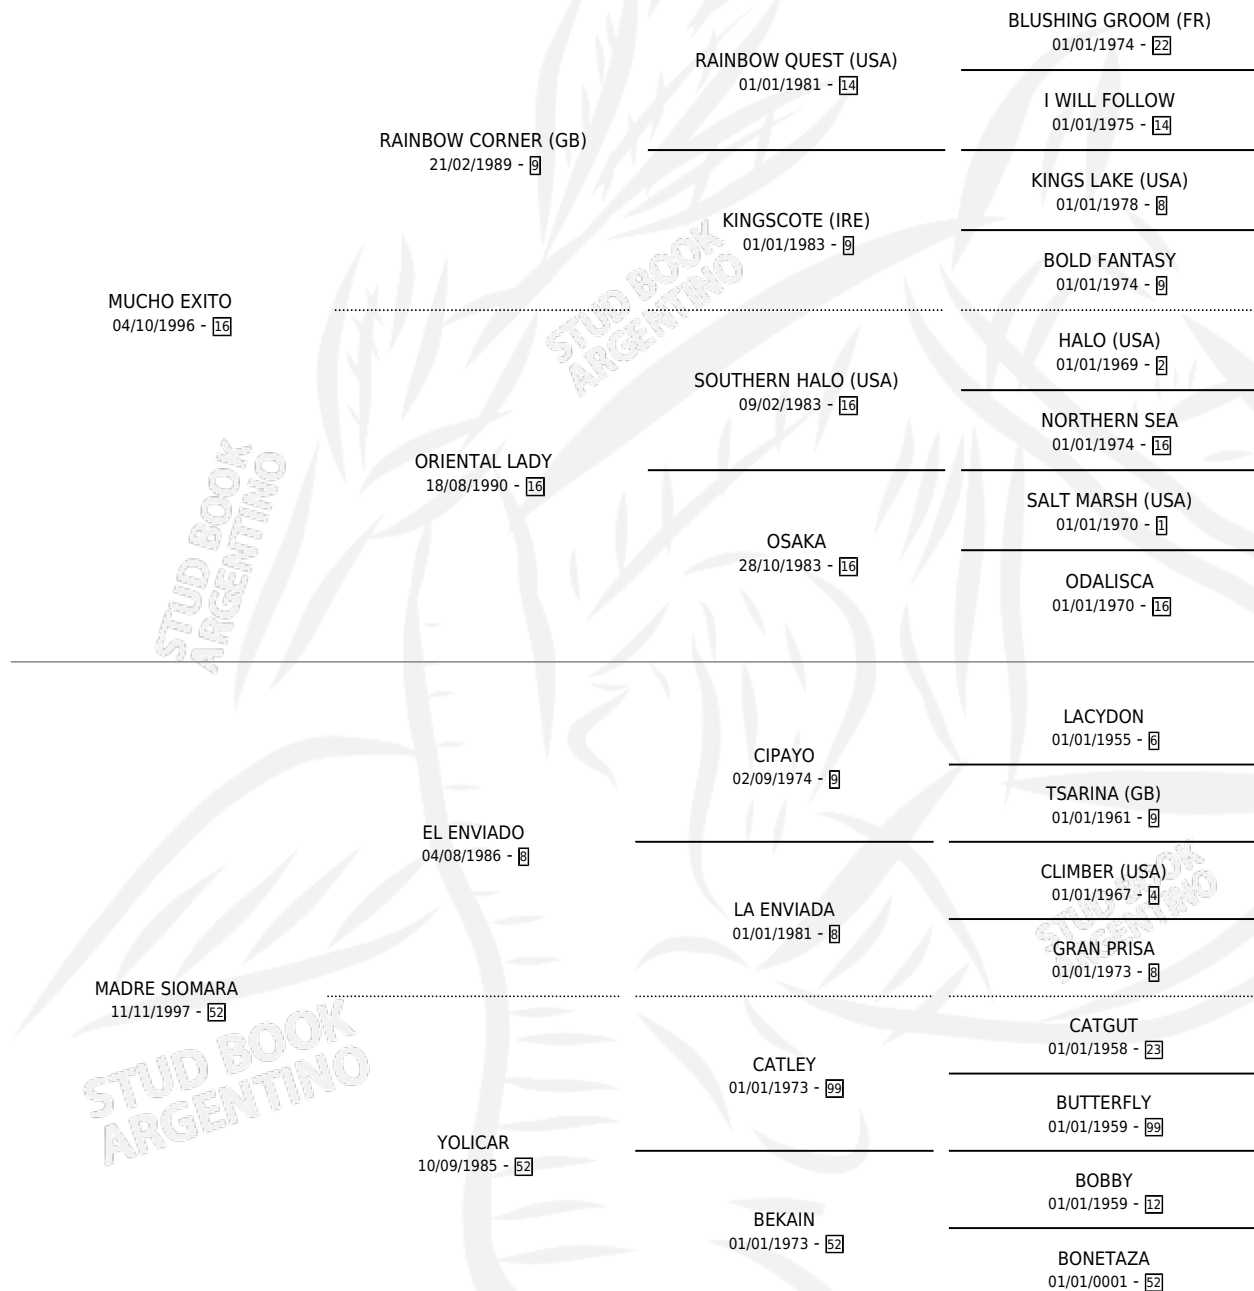 BLUSHING GROOM (FR)
01/01/1974 - 22
RAINBOW QUEST (USA)
01/01/1981 - 14
I WILL FOLLOW
01/01/1975 - 14
RAINBOW CORNER (GB)
21/02/1989 - 9
KINGS LAKE (USA)
01/01/1978 - 8
KINGSCOTE (IRE)
01/01/1983 - 9
BOLD FANTASY
01/01/1974 - 9
MUCHO EXITO
04/10/1996 - 16
HALO (USA)
01/01/1969 - 2
SOUTHERN HALO (USA)
09/02/1983 - 16
NORTHERN SEA
01/01/1974 - 16
ORIENTAL LADY
18/08/1990 - 16
SALT MARSH (USA)
01/01/1970 - 1
OSAKA
28/10/1983 - 16
ODALISCA
01/01/1970 - 16
LACYDON
01/01/1955 - 6
CIPAYO
02/09/1974 - 9
TSARINA (GB)
01/01/1961 - 9
EL ENVIADO
04/08/1986 - 8
CLIMBER (USA)
01/01/1967 - 4
LA ENVIADA
01/01/1981 - 8
GRAN PRISA
01/01/1973 - 8
MADRE SIOMARA
11/11/1997 - 52
CATGUT
01/01/1958 - 23
CATLEY
01/01/1973 - 99
BUTTERFLY
01/01/1959 - 99
YOLICAR
10/09/1985 - 52
BOBBY
01/01/1959 - 12
BEKAIN
01/01/1973 - 52
BONETAZA
01/01/0001 - 52
STUD BOOK
ARGENTINO
STUD BOOK
ARGENTINO
STUD BOOK
ARGENTINO
STUD BOOK
ARGENTINO